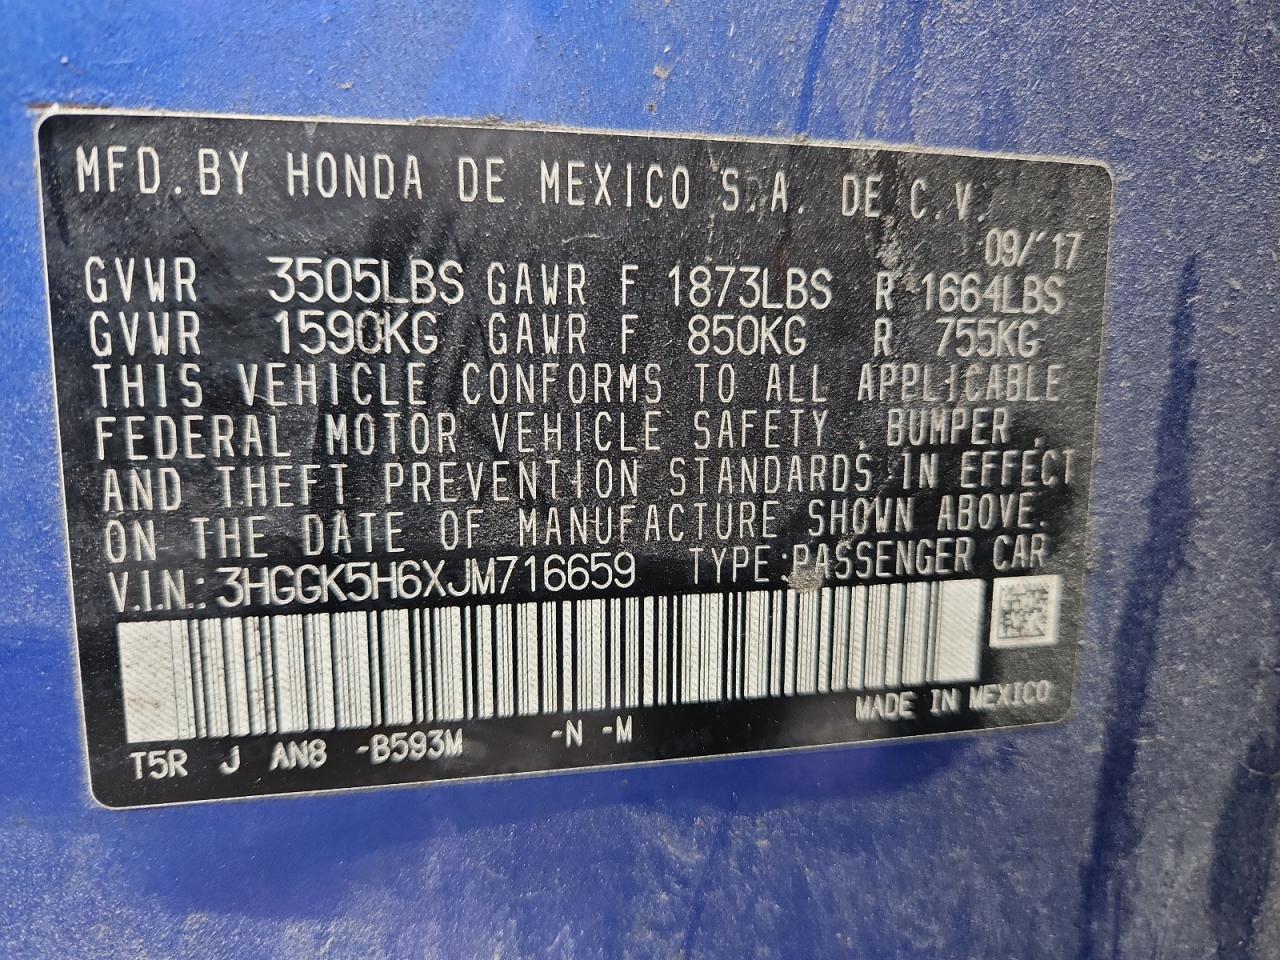 MFD.BY HONDA DE MEXICO S.A. DE C.V.
09/'17
GVWR 3505LBS GAWR F 1873LBS R 1664LBS
GVWR 1590KG GAWR F 850KG R 755KG
THIS VEHICLE CONFORMS TO ALL APPLICABLE
FEDERAL MOTOR VEHICLE SAFETY , BUMPER ,
AND THEFT PREVENTION STANDARDS IN EFFECT
ON THE DATE OF MANUFACTURE SHOWN ABOVE.
V.I.N.: 3HGGK5H6XJM716659 TYPE:PASSENGER CAR
MADE IN MEXICO
T5R J AN8 -B593M -N -M